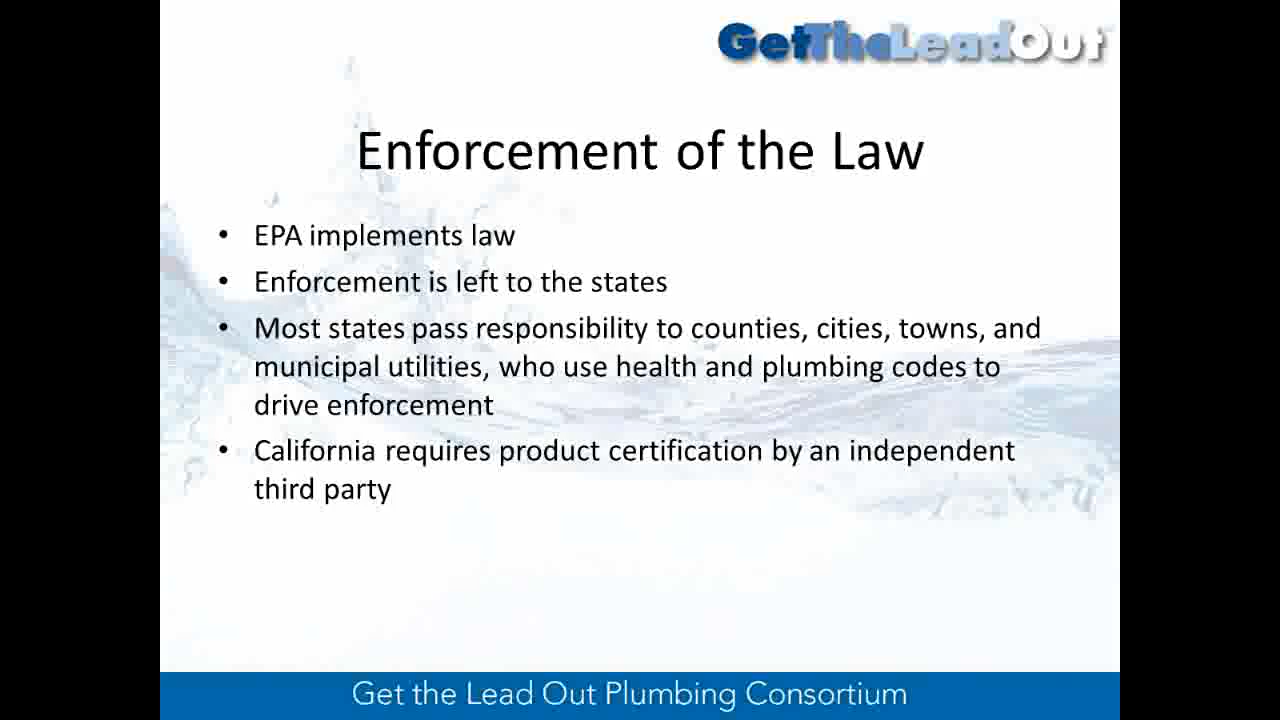 GetTheLeadOut
Enforcement of the Law
• EPA implements law
• Enforcement is left to the states
• Most states pass responsibility to counties, cities, towns, and
municipal utilities, who use health and plumbing codes to
drive enforcement
• California requires product certification by an independent
third party
Get the Lead Out Plumbing Consortium